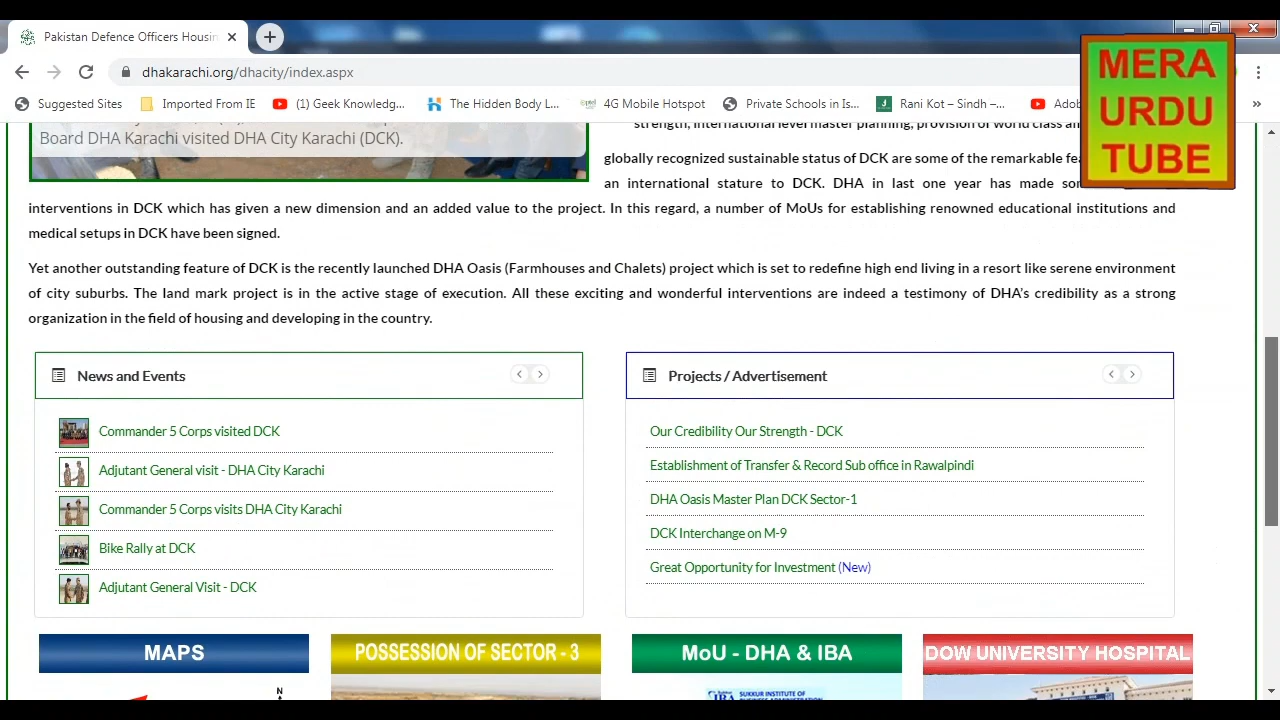 Pakistan Defence Officers Housin
dhakarachi.org/dhacity/index.aspx
Suggested Sites
Imported From IE
(1) Geek Knowledg...
The Hidden Body L...
4G Mobile Hotspot
Private Schools in Is...
Rani Kot – Sindh –...
Adob
»
MERA
URDU
TUBE
Board DHA Karachi visited DHA City Karachi (DCK).
strength, international level master planning, provision of world class
globally recognized sustainable status of DCK are some of the remarkable
an international stature to DCK. DHA in last one year has made
interventions in DCK which has given a new dimension and an added value to the project. In this regard, a number of MoUs for establishing renowned educational institutions and
medical setups in DCK have been signed.
Yet another outstanding feature of DCK is the recently launched DHA Oasis (Farmhouses and Chalets) project which is set to redefine high end living in a resort like serene environment
of city suburbs. The land mark project is in the active stage of execution. All these exciting and wonderful interventions are indeed a testimony of DHA's credibility as a strong
organization in the field of housing and developing in the country.
News and Events
Commander 5 Corps visited DCK
Adjutant General visit - DHA City Karachi
Commander 5 Corps visits DHA City Karachi
Bike Rally at DCK
Adjutant General Visit - DCK
Projects / Advertisement
Our Credibility Our Strength - DCK
Establishment of Transfer & Record Sub office in Rawalpindi
DHA Oasis Master Plan DCK Sector-1
DCK Interchange on M-9
Great Opportunity for Investment (New)
MAPS
POSSESSION OF SECTOR - 3
MoU - DHA & IBA
DOW UNIVERSITY HOSPITAL
N
IBA
SUKKUR INSTITUTE OF
BUSINESS ADMINISTRATION